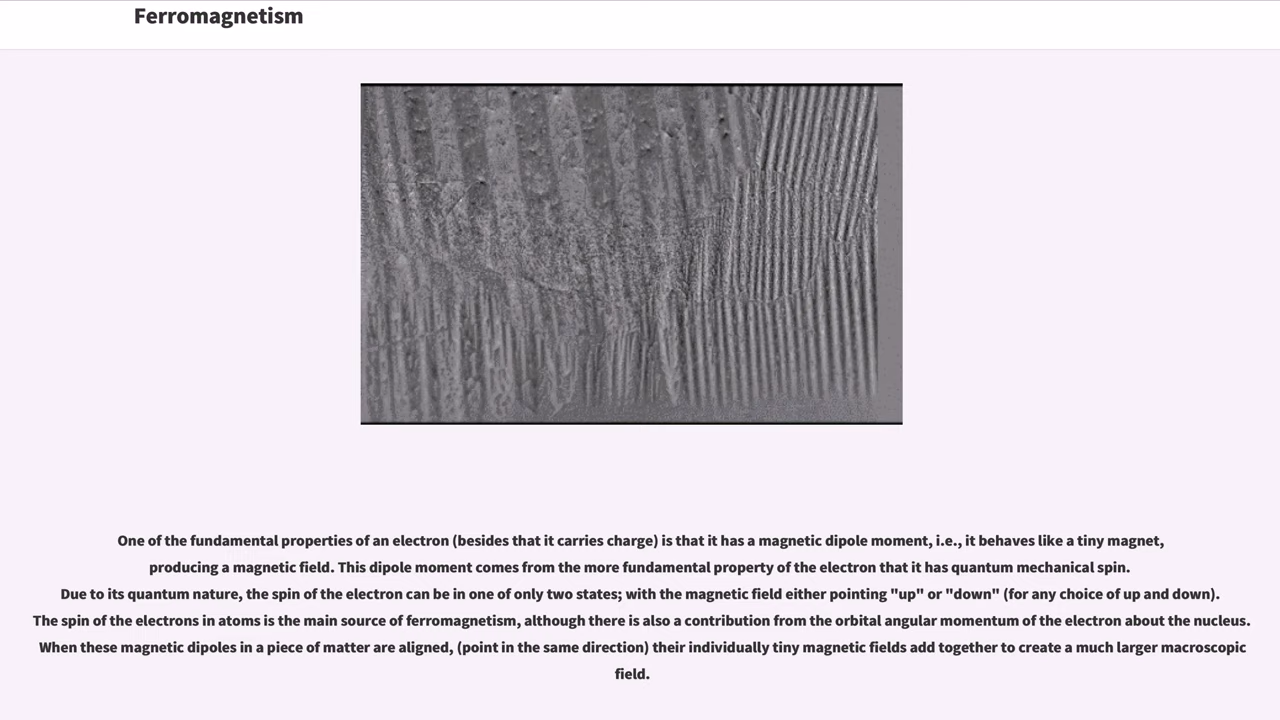 Ferromagnetism
One of the fundamental properties of an electron (besides that it carries charge) is that it has a magnetic dipole moment, i.e., it behaves like a tiny magnet,
producing a magnetic field. This dipole moment comes from the more fundamental property of the electron that it has quantum mechanical spin.
Due to its quantum nature, the spin of the electron can be in one of only two states; with the magnetic field either pointing "up" or "down" (for any choice of up and down).
The spin of the electrons in atoms is the main source of ferromagnetism, although there is also a contribution from the orbital angular momentum of the electron about the nucleus.
When these magnetic dipoles in a piece of matter are aligned, (point in the same direction) their individually tiny magnetic fields add together to create a much larger macroscopic
field.